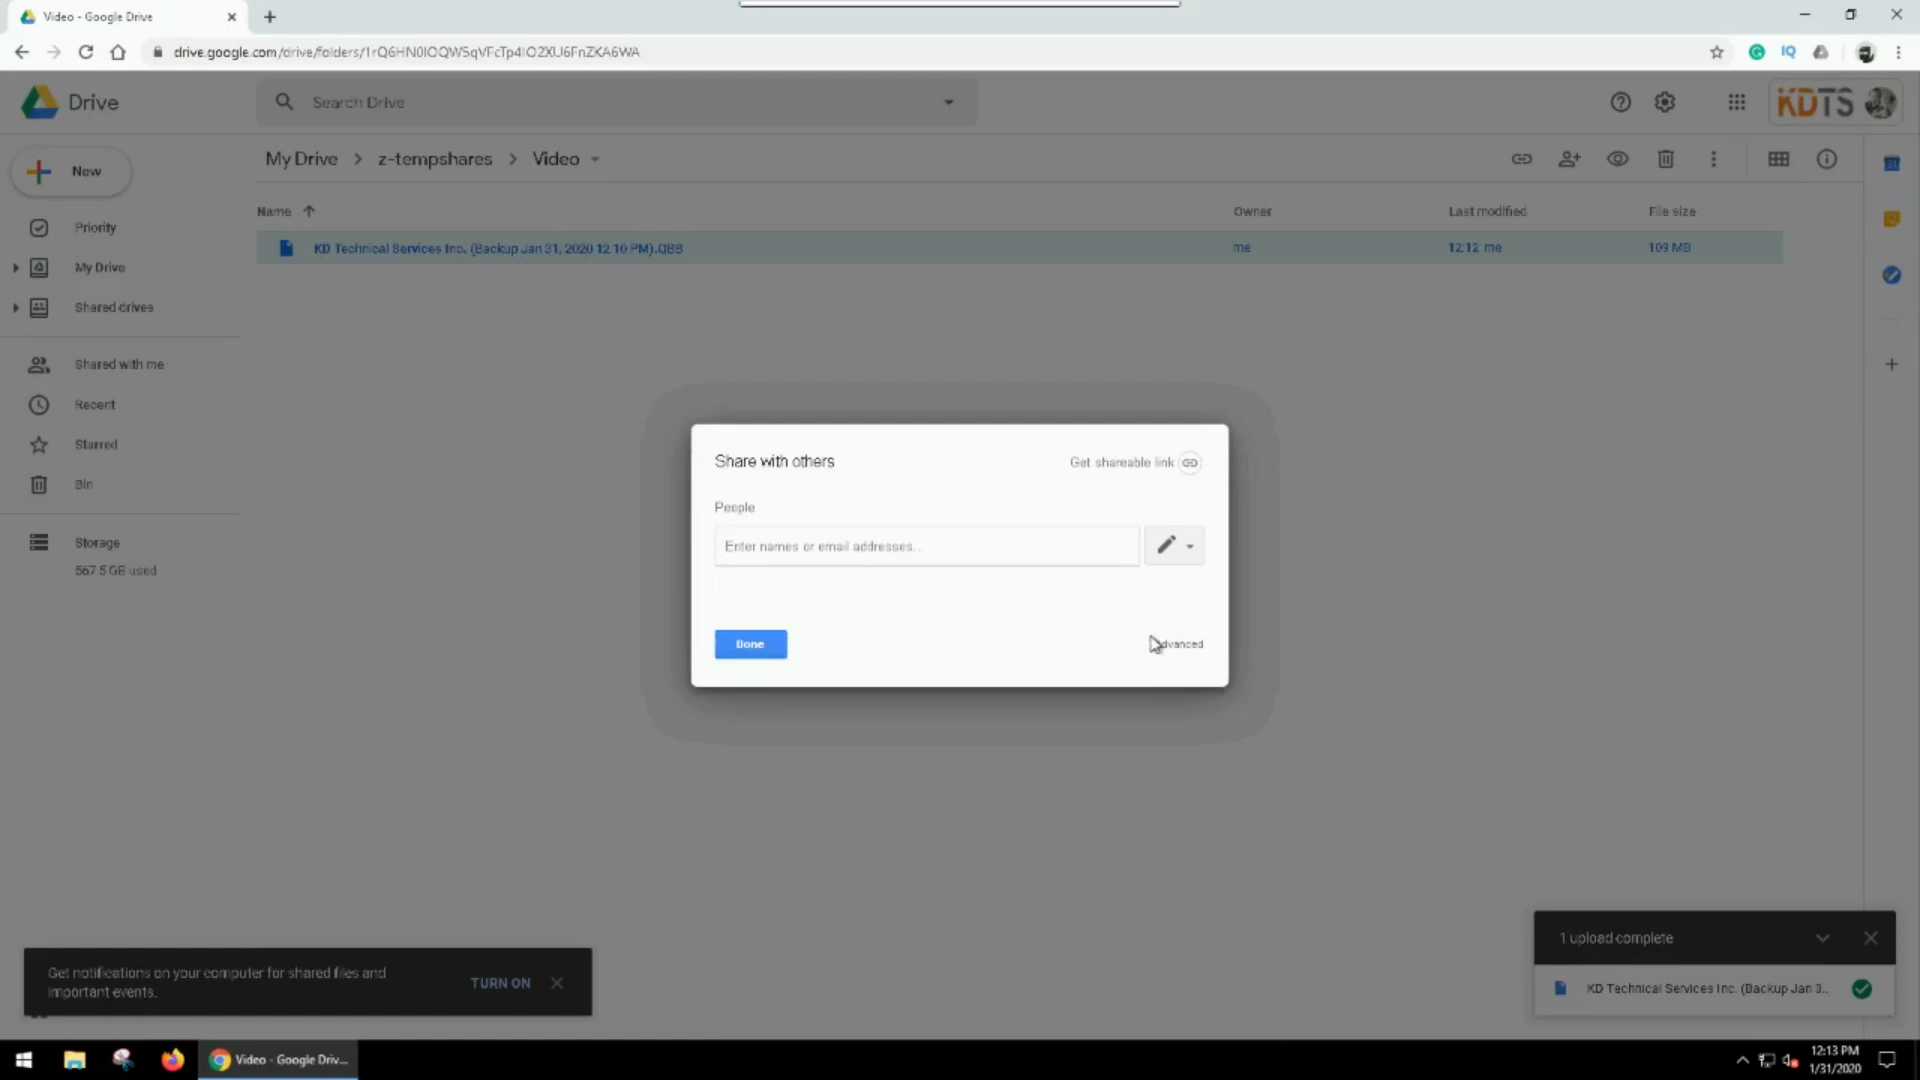 Video - Google Drive
drive.google.com/drive/folders/
Drive
Search Drive
KDTS
New
My Drive > z-tempshares > Video
Name
Owner
Last modified
File size
Priority
KD Technical Services Inc. (Backup Jan 31, 2020 12.10 PM).QBB
me
12:12 me
109 MB
My Drive
Shared drives
Shared with me
Recent
Starred
Bin
Storage
567.5 GB used
Share with others
Get shareable link
People
Enter names or email addresses...
Done
Advanced
Get notifications on your computer for shared files and
important events.
TURN ON
1 upload complete
KD Technical Services Inc. (Backup Jan 3...
Video - Google Driv...
12:13 PM
1/31/2020